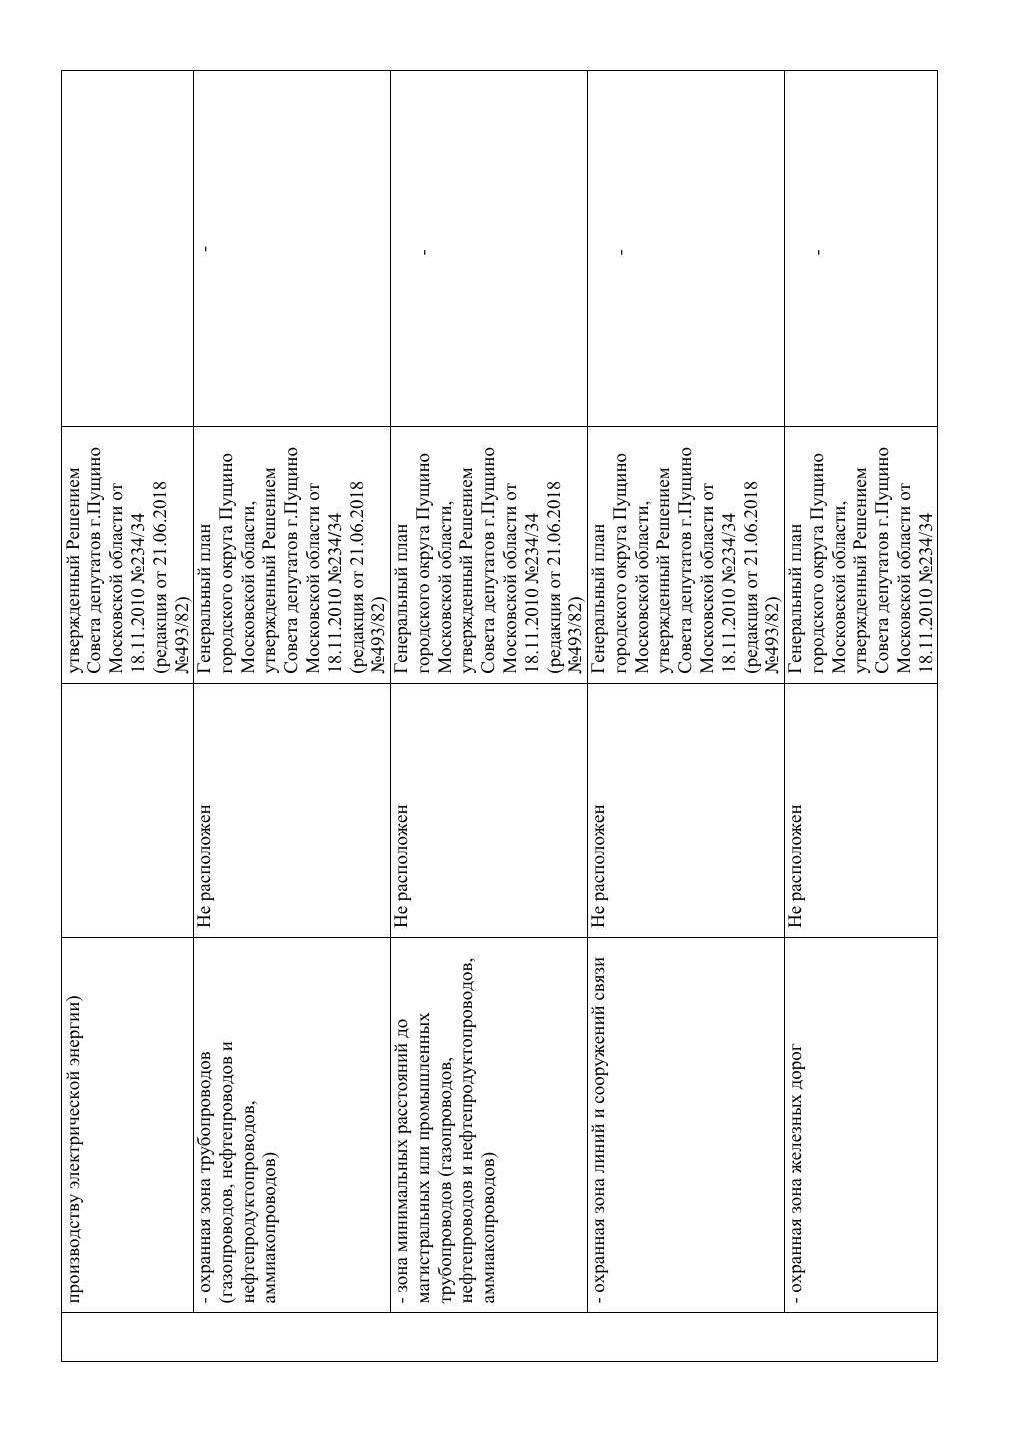 производству электрической энергии)
утвержденный Решением
Совета депутатов г.Пущино
Московской области от
18.11.2010 №234/34
(редакция от 21.06.2018
№493/82)
- охранная зона трубопроводов
(газопроводов, нефтепроводов и
нефтепродуктопроводов,
аммиакопроводов)
Не расположен
Генеральный план
городского округа Пущино
Московской области,
утвержденный Решением
Совета депутатов г.Пущино
Московской области от
18.11.2010 №234/34
(редакция от 21.06.2018
№493/82)
-
- зона минимальных расстояний до
магистральных или промышленных
трубопроводов (газопроводов,
нефтепроводов и нефтепродуктопроводов,
аммиакопроводов)
Не расположен
Генеральный план
городского округа Пущино
Московской области,
утвержденный Решением
Совета депутатов г.Пущино
Московской области от
18.11.2010 №234/34
(редакция от 21.06.2018
№493/82)
-
- охранная зона линий и сооружений связи
Не расположен
Генеральный план
городского округа Пущино
Московской области,
утвержденный Решением
Совета депутатов г.Пущино
Московской области от
18.11.2010 №234/34
(редакция от 21.06.2018
№493/82)
-
- охранная зона железных дорог
Не расположен
Генеральный план
городского округа Пущино
Московской области,
утвержденный Решением
Совета депутатов г.Пущино
Московской области от
18.11.2010 №234/34
-